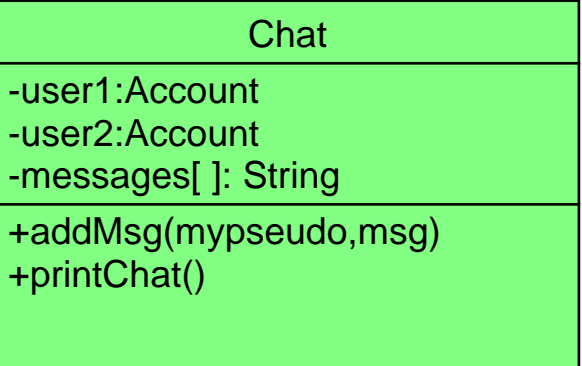 Chat
-user1:Account
-user2:Account
-messages[ ]: String
+addMsg(mypseudo,msg)
+printChat()